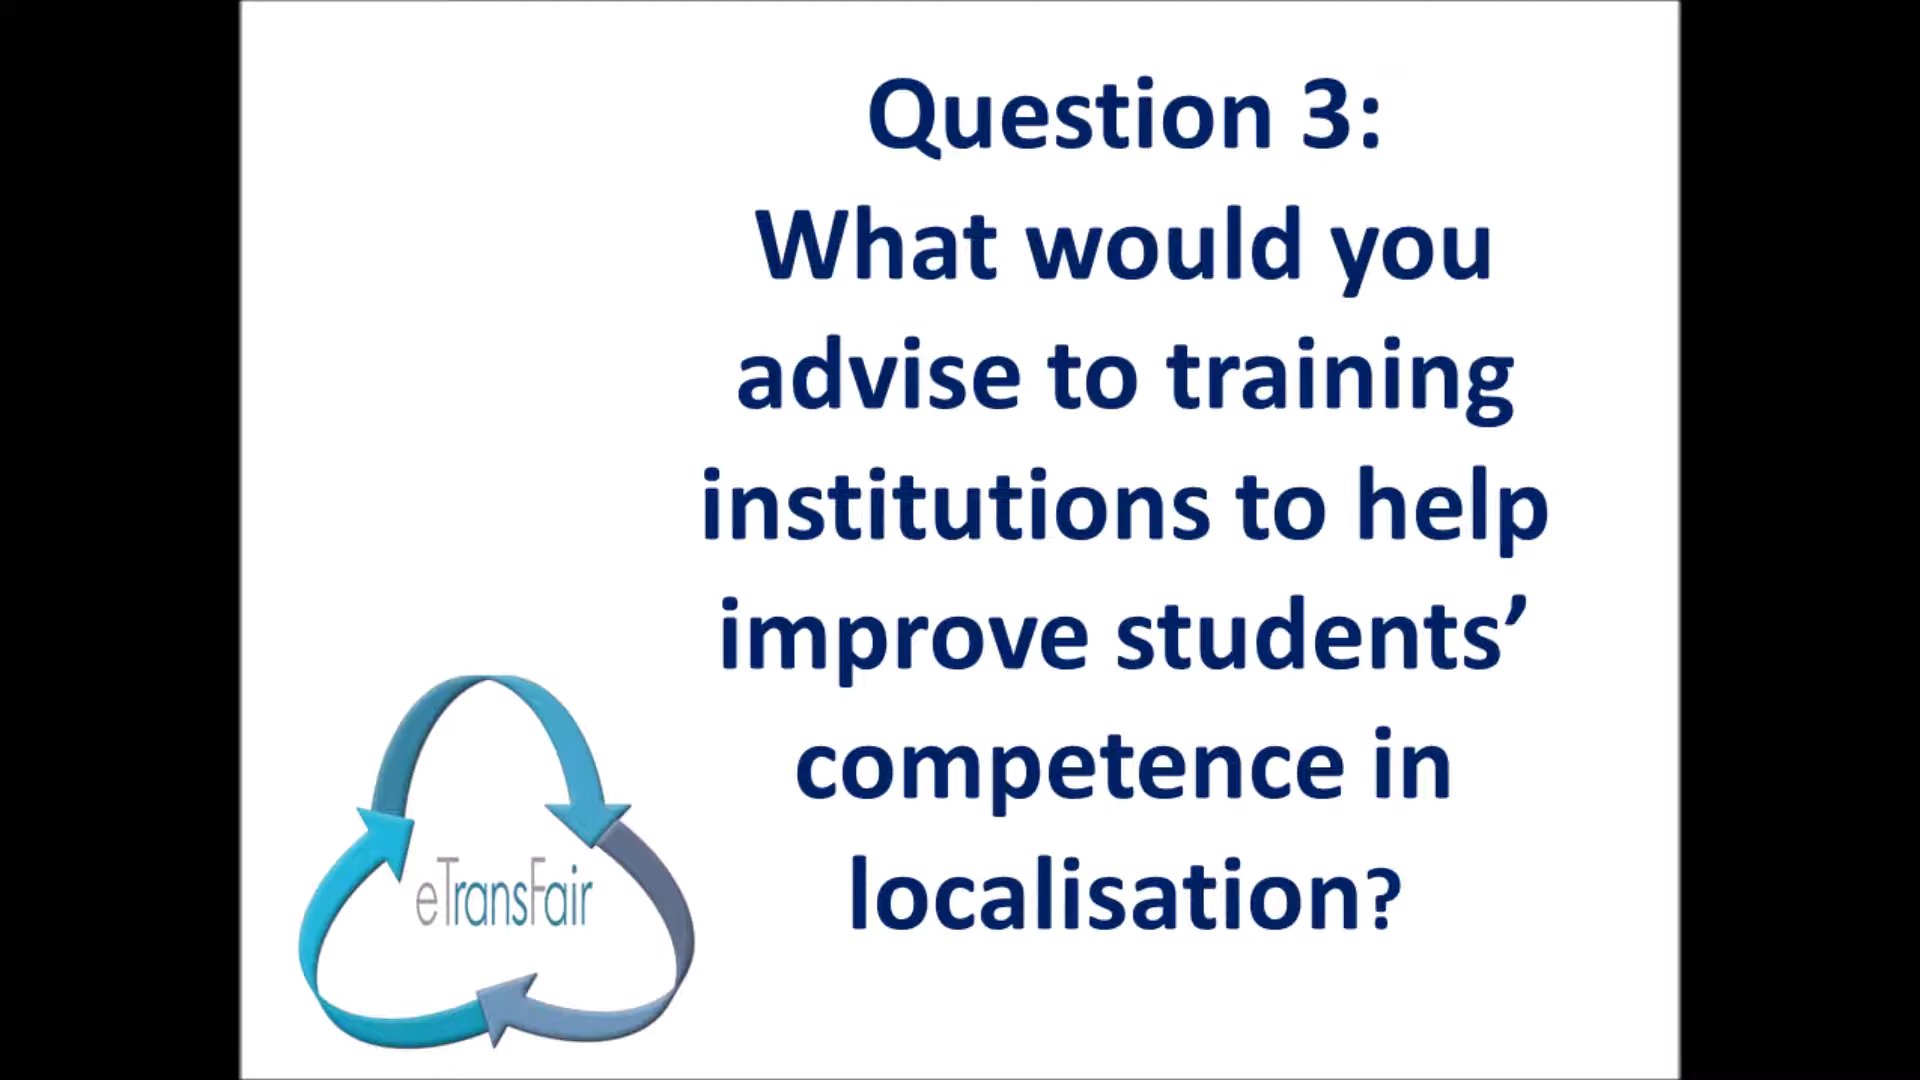 Question 3:
What would you
advise to training
institutions to help
improve students’
competence in
localisation?
eTransFair